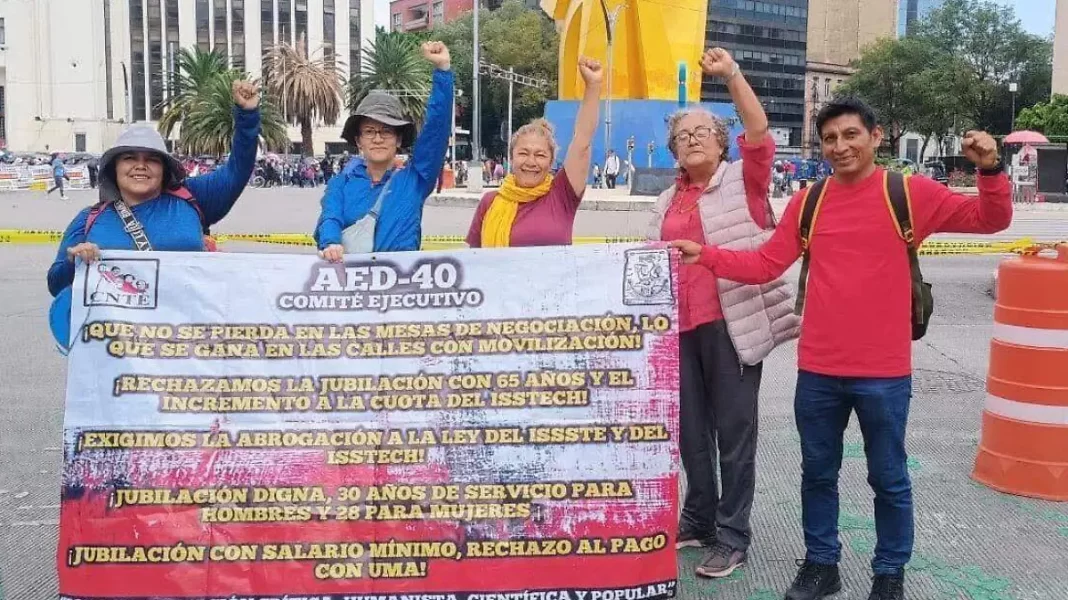 CNTE
AED-40
COMITÉ EJECUTIVO
¡QUE NO SE PIERDA EN LAS MESAS DE NEGOCIACIÓN, LO
QUE SE GANA EN LAS CALLES CON MOVILIZACIÓN!
¡RECHAZAMOS LA JUBILACIÓN CON 65 AÑOS Y EL
INCREMENTO A LA CUOTA DEL ISSTECH!
¡EXIGIMOS LA ABROGACIÓN A LA LEY DEL ISSSTE Y DEL
ISSTECH!
¡JUBILACIÓN DIGNA, 30 AÑOS DE SERVICIO PARA
HOMBRES Y 28 PARA MUJERES ¡
¡JUBILACIÓN CON SALARIO MÍNIMO, RECHAZO AL PAGO
CON UMA!
HUMANISTA, CIENTÍFICA Y POPULAR"